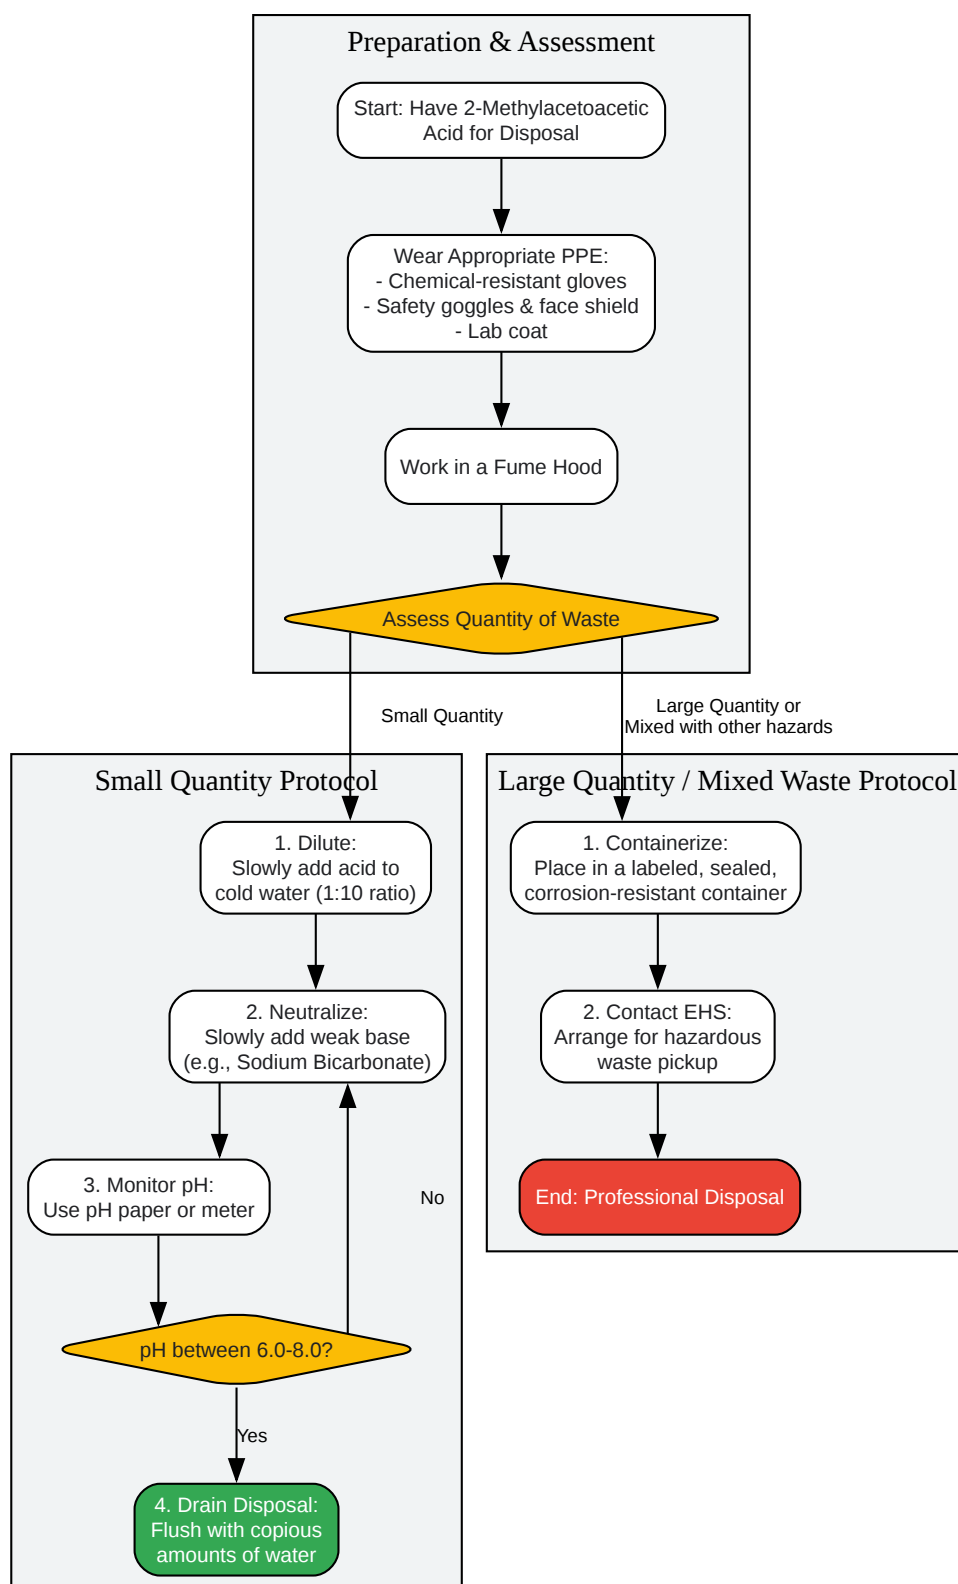 Preparation & Assessment
Start: Have 2-Methylacetoacetic
Acid for Disposal
Wear Appropriate PPE:
- Chemical-resistant gloves
- Safety goggles & face shield
- Lab coat
Work in a Fume Hood
Assess Quantity of Waste
Small Quantity
Large Quantity or
Mixed with other hazards
Small Quantity Protocol
1. Dilute:
Slowly add acid to
cold water (1:10 ratio)
2. Neutralize:
Slowly add weak base
(e.g., Sodium Bicarbonate)
3. Monitor pH:
Use pH paper or meter
No
pH between 6.0-8.0?
Yes
4. Drain Disposal:
Flush with copious
amounts of water
Large Quantity / Mixed Waste Protocol
1. Containerize:
Place in a labeled, sealed,
corrosion-resistant container
2. Contact EHS:
Arrange for hazardous
waste pickup
End: Professional Disposal